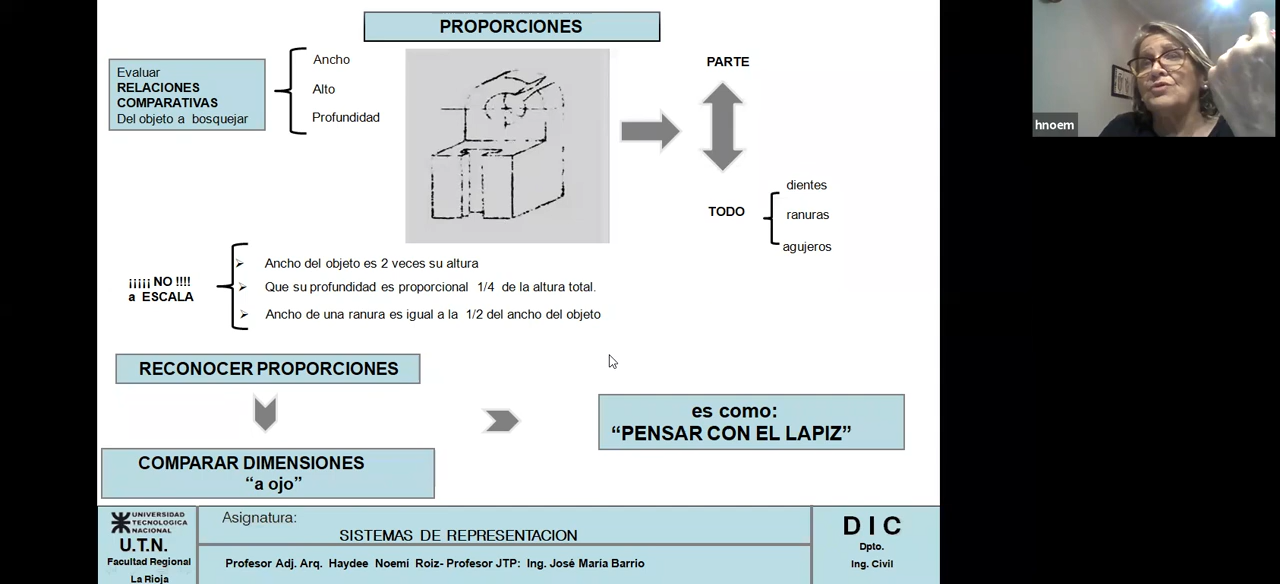 PROPORCIONES
Evaluar
RELACIONES
COMPARATIVAS
Del objeto a bosquejar
Ancho
Alto
Profundidad
PARTE
TODO
dientes
ranuras
agujeros
hnoem
¡¡¡¡¡ NO !!!!
a ESCALA
Ancho del objeto es 2 veces su altura
Que su profundidad es proporcional 1/4 de la altura total.
Ancho de una ranura es igual a la 1/2 del ancho del objeto
RECONOCER PROPORCIONES
COMPARAR DIMENSIONES
“a ojo”
es como:
“PENSAR CON EL LAPIZ”
UNIVERSIDAD
TECNOLOGICA
NACIONAL
U.T.N.
Facultad Regional
La Rioja
Asignatura:
SISTEMAS DE REPRESENTACION
Profesor Adj. Arq. Haydee Noemí Roiz- Profesor JTP: Ing. José María Barrio
D I C
Dpto.
Ing. Civil